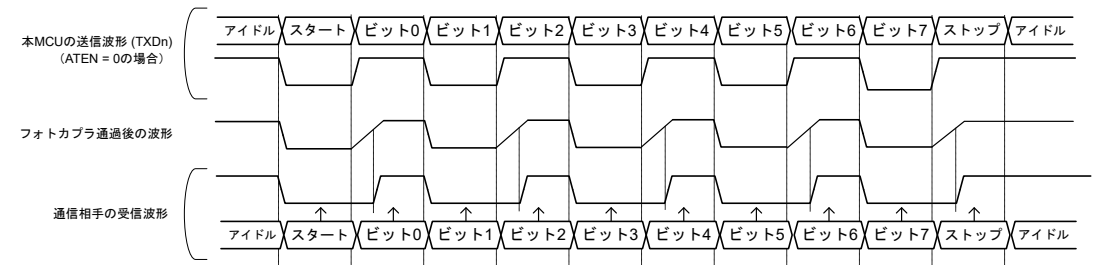 本MCUの送信波形 (TXDn)
（ATEN = 0の場合）
アイドル スタート ビット0 ビット1 ビット2 ビット3 ビット4 ビット5 ビット6 ビット7 ストップ アイドル
フォトカプラ通過後の波形
通信相手の受信波形
アイドル スタート ビット0 ビット1 ビット2 ビット3 ビット4 ビット5 ビット6 ビット7 ストップ アイドル